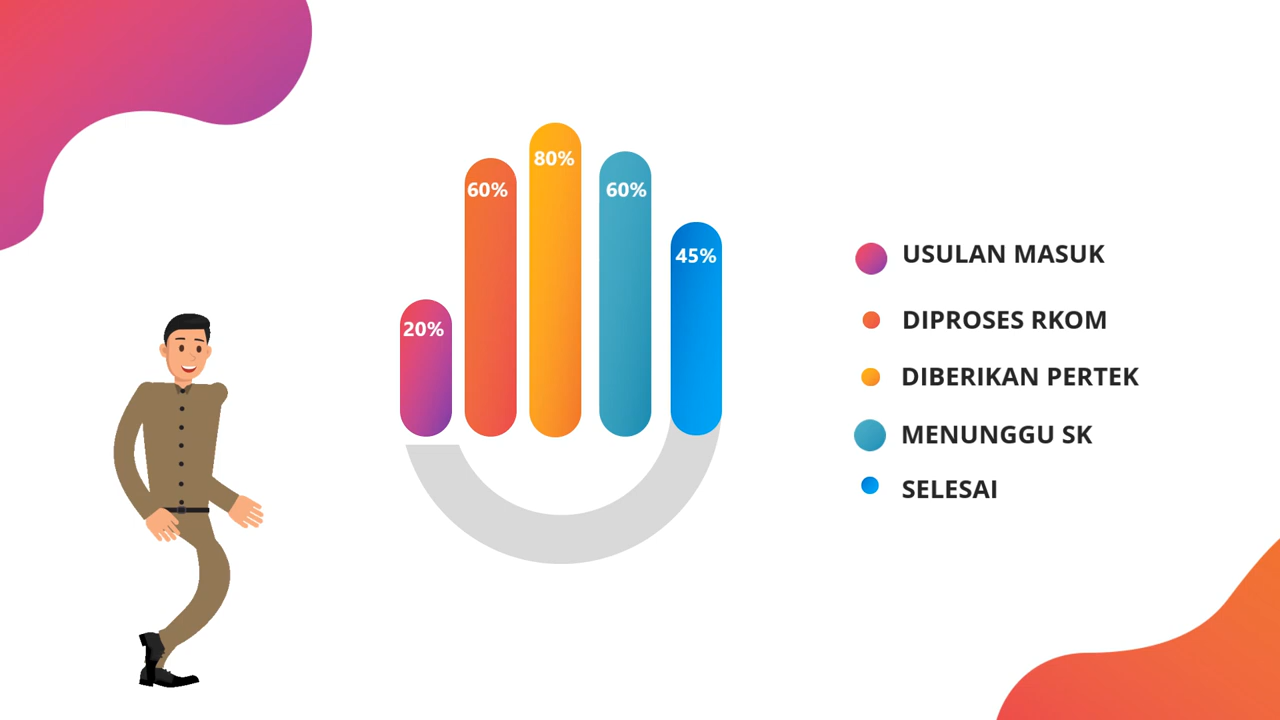 20%
60%
80%
60%
45%
USULAN MASUK
DIPROSES RKOM
DIBERIKAN PERTEK
MENUNGGU SK
SELESAI